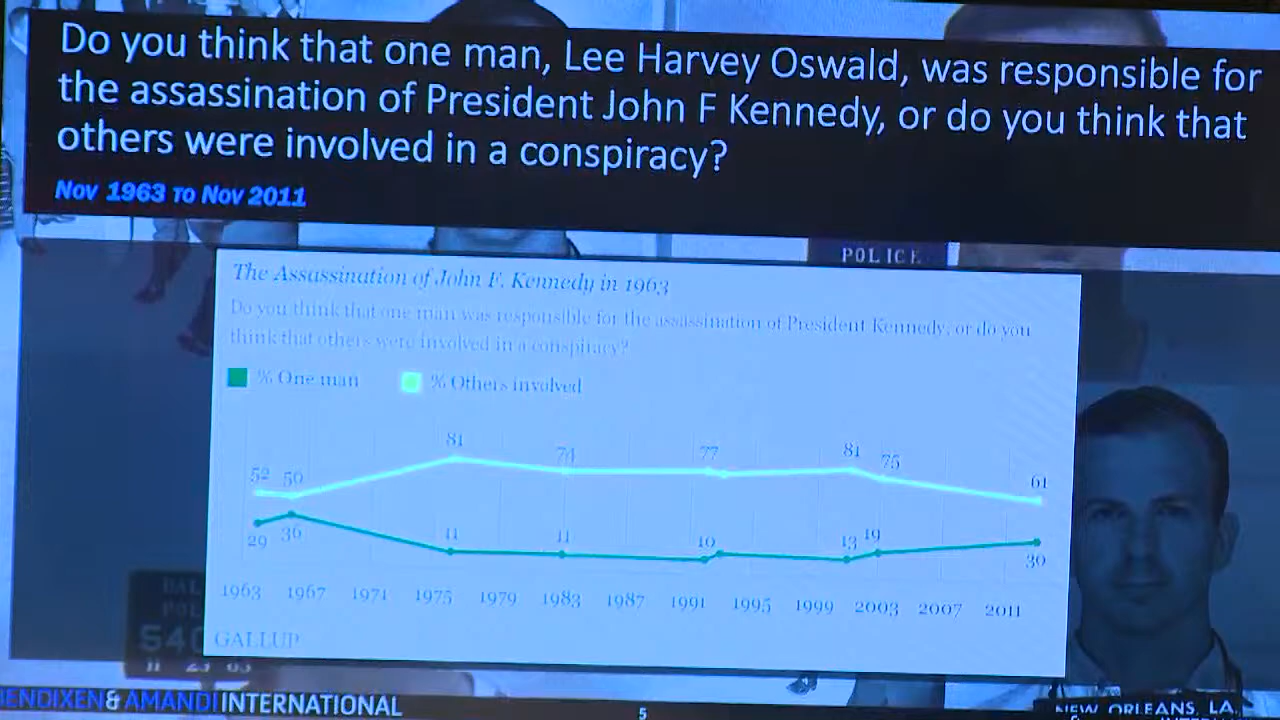 Do you think that one man, Lee Harvey Oswald, was responsible for
the assassination of President John F Kennedy, or do you think that
others were involved in a conspiracy?
Nov 1963 to Nov 2011
POLICE
The Assassination of John F. Kennedy in 1963
Do you think that one man was responsible for the assassination of President Kennedy, or do you
think that others were involved in a conspiracy?
% One man % Others involved
52 50 81 74 77 81 75 61
29 36 11 11 10 13 19 30
1963 1967 1971 1975 1979 1983 1987 1991 1995 1999 2003 2007 2011
GALLUP
540
11 23 63
ENDIXEN & AMANDI INTERNATIONAL
5
NEW ORLEANS, LA.